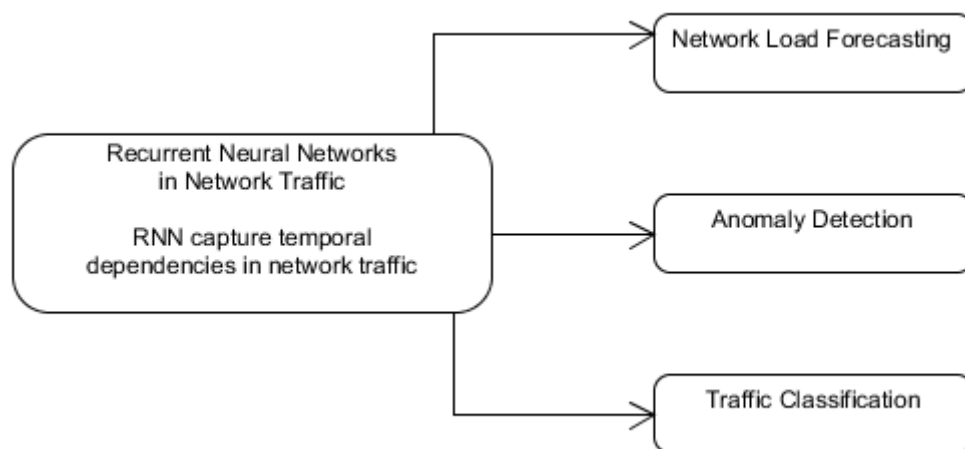 Recurrent Neural Networks
in Network Traffic
RNN capture temporal
dependencies in network traffic
Network Load Forecasting
Anomaly Detection
Traffic Classification